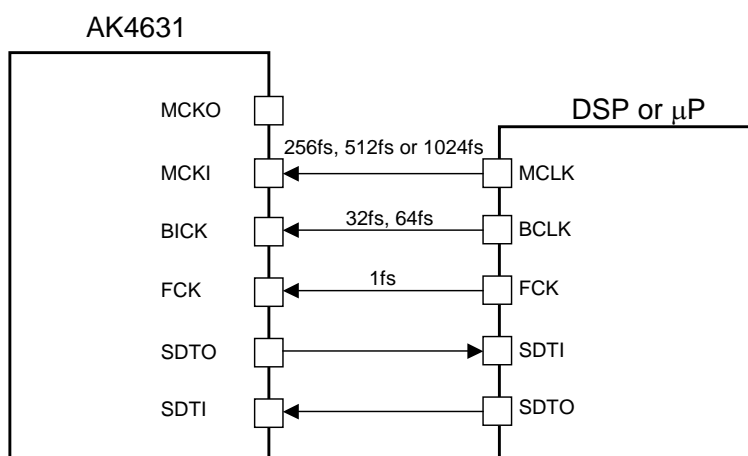 AK4631
DSP or μP
MCKO
256fs, 512fs or 1024fs
MCKI
MCLK
32fs, 64fs
BICK
BCLK
1fs
FCK
FCK
SDTO
SDTI
SDTI
SDTO